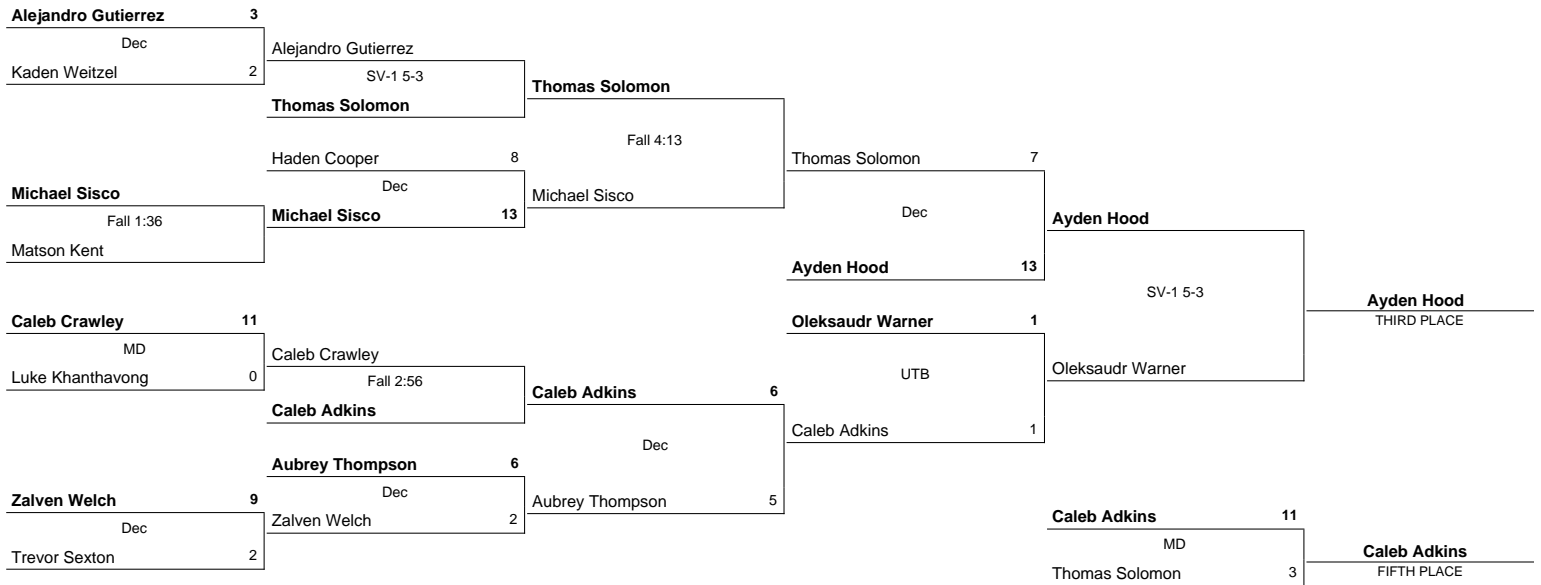 Alejandro Gutierrez 3
Dec
Kaden Weitzel 2
Michael Sisco
Fall 1:36
Matson Kent
Caleb Crawley 11
MD
Luke Khanthavong 0
Zalven Welch 9
Dec
Trevor Sexton 2
Alejandro Gutierrez
SV-1 5-3
Thomas Solomon
Haden Cooper 8
Dec
Michael Sisco 13
Caleb Crawley
Fall 2:56
Caleb Adkins
Aubrey Thompson 6
Dec
Zalven Welch 2
Thomas Solomon
Fall 4:13
Michael Sisco
Caleb Adkins 6
Dec
Aubrey Thompson 5
Thomas Solomon 7
Dec
Ayden Hood 13
Oleksaudr Warner 1
UTB
Caleb Adkins 1
Ayden Hood
SV-1 5-3
Oleksaudr Warner
Ayden Hood
THIRD PLACE
Caleb Adkins 11
MD
Thomas Solomon 3
Caleb Adkins
FIFTH PLACE